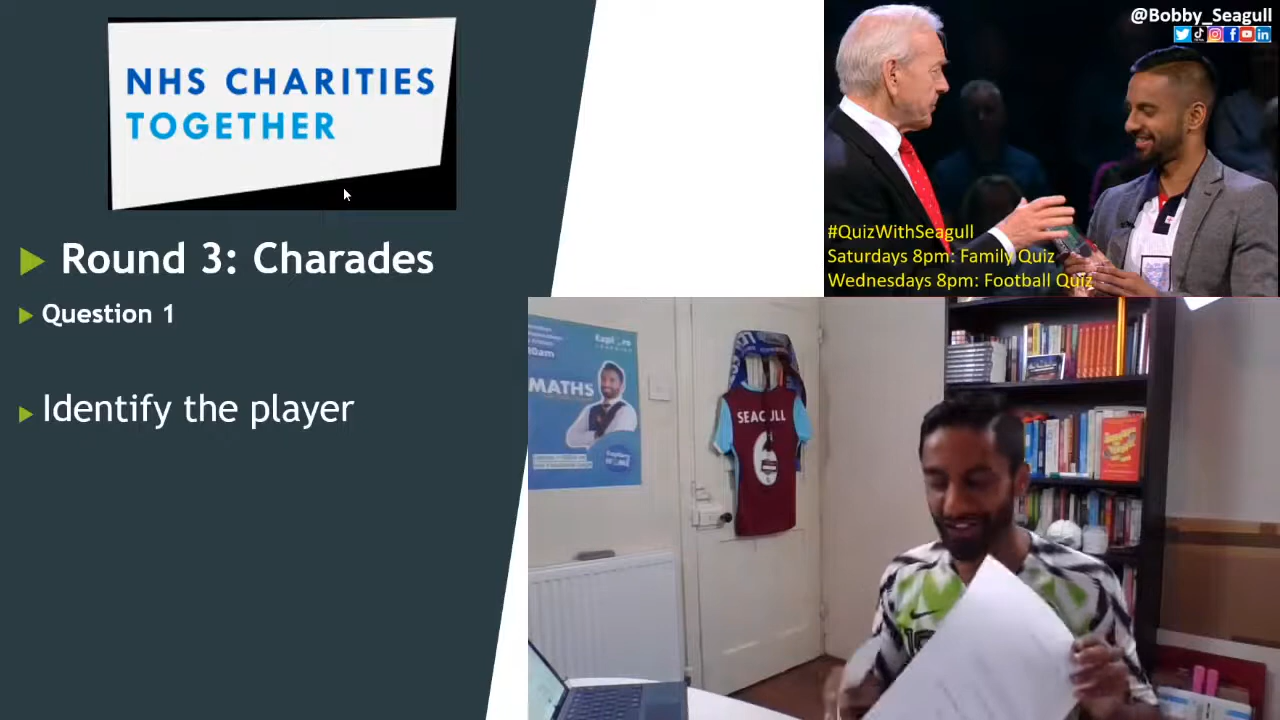 NHS CHARITIES
TOGETHER
Round 3: Charades
Question 1
Identify the player
@Bobby_Seagull
#QuizWithSeagull
Saturdays 8pm: Family Quiz
Wednesdays 8pm: Football Quiz
MATHS
SEAGULL
6